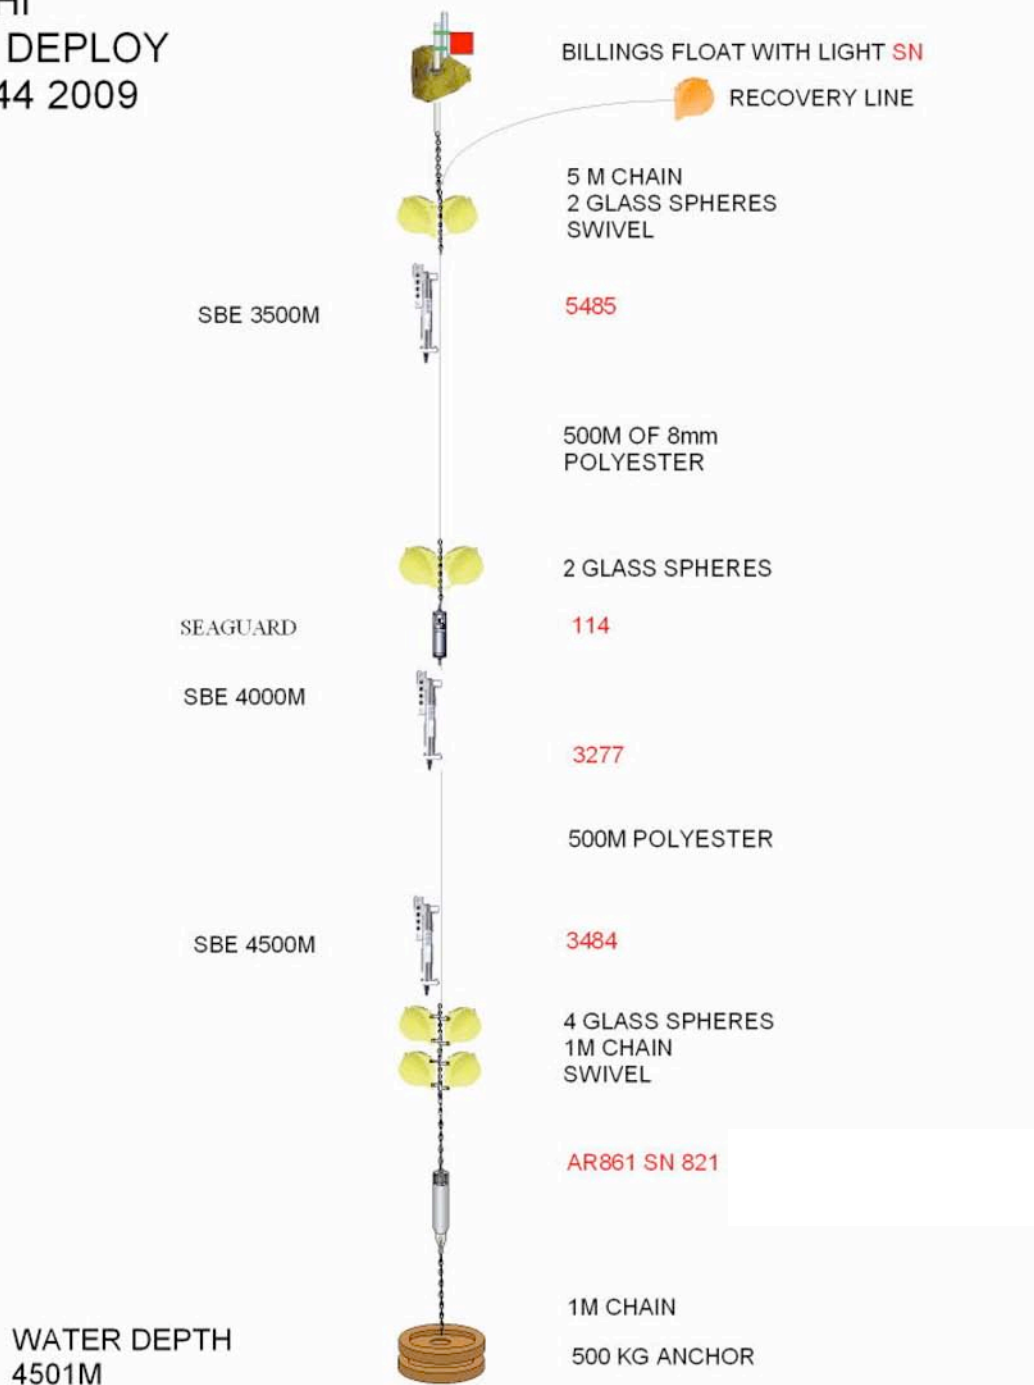 DEPLOY
44 2009
BILLINGS FLOAT WITH LIGHT SN
RECOVERY LINE
5 M CHAIN
2 GLASS SPHERES
SWIVEL
SBE 3500M
5485
500M OF 8mm
POLYESTER
2 GLASS SPHERES
SEAGUARD
114
SBE 4000M
3277
500M POLYESTER
SBE 4500M
3484
4 GLASS SPHERES
1M CHAIN
SWIVEL
AR861 SN 821
1M CHAIN
WATER DEPTH
4501M
500 KG ANCHOR